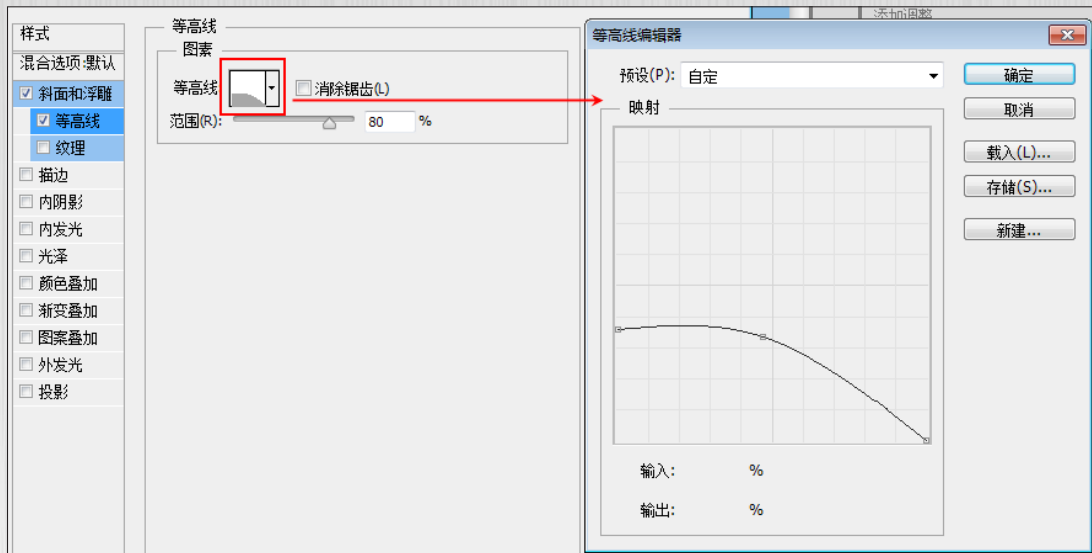 添加调整
样式
混合选项:默认
斜面和浮雕
等高线
纹理
描边
内阴影
内发光
光泽
颜色叠加
渐变叠加
图案叠加
外发光
投影
等高线
图素
等高线
消除锯齿(L)
范围(R):
80 %
等高线编辑器
预设(P): 自定
映射
输入: %
输出: %
确定
取消
载入(L)...
存储(S)...
新建...